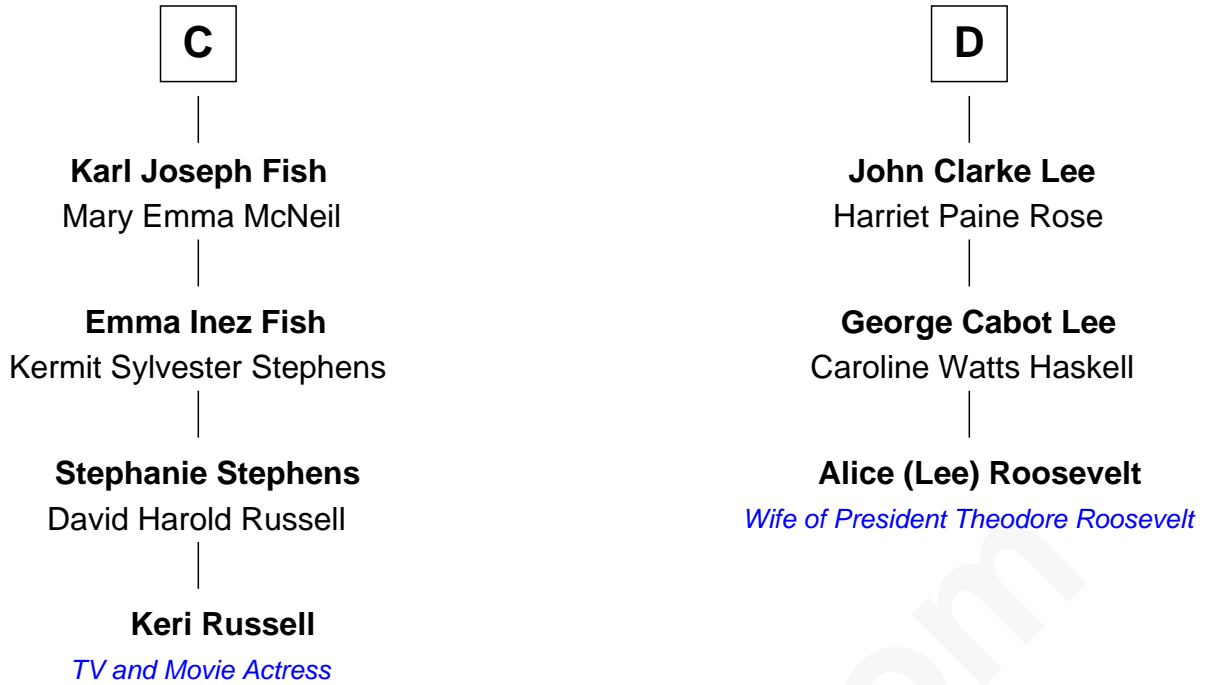 C
Karl Joseph Fish
Mary Emma McNeil
Emma Inez Fish
Kermit Sylvester Stephens
Stephanie Stephens
David Harold Russell
Keri Russell
TV and Movie Actress
D
John Clarke Lee
Harriet Paine Rose
George Cabot Lee
Caroline Watts Haskell
Alice (Lee) Roosevelt
Wife of President Theodore Roosevelt
om